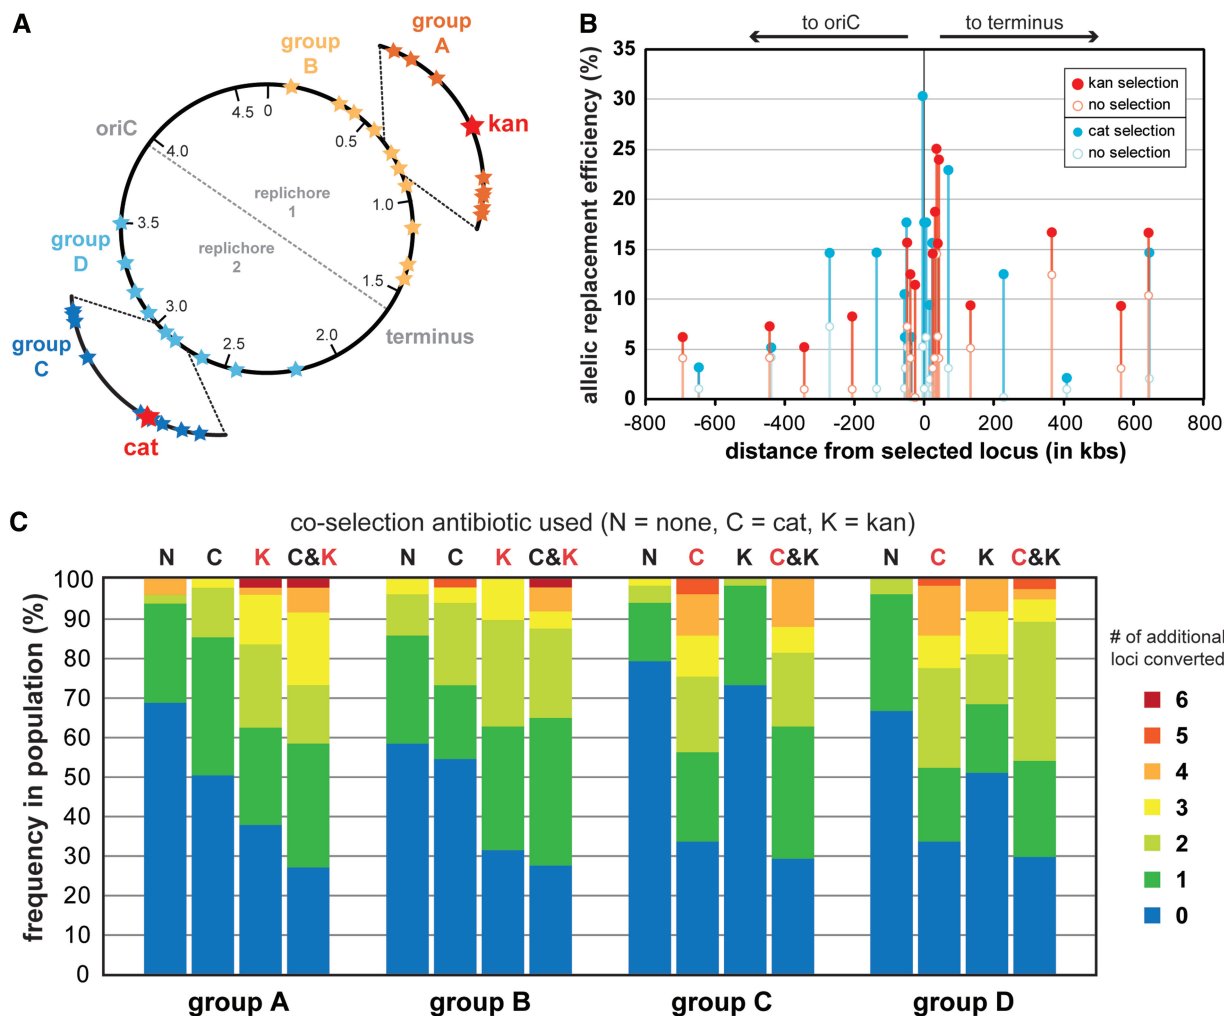 A
group
A
group
B
kan
4.5
0
0.5
oriC
4.0
replichore
1
1.0
3.5
group
D
replichore
2
1.5
3.0
terminus
2.5
2.0
group
C
cat
B
to oriC
to terminus
allelic replacement efficiency (%)
35
30
25
20
15
10
5
0
kan selection
no selection
cat selection
no selection
-800 -600 -400 -200 0 200 400 600 800
distance from selected locus (in kbs)
C
co-selection antibiotic used (N = none, C = cat, K = kan)
N C K C&K N C K C&K N C K C&K N C K C&K
frequency in population (%)
100
90
80
70
60
50
40
30
20
10
0
group A group B group C group D
# of additional
loci converted
6
5
4
3
2
1
0